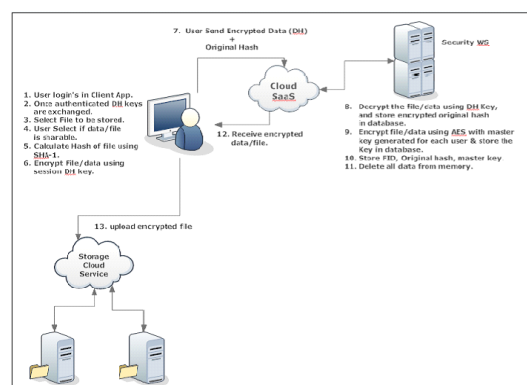 7. User Send Encrypted Data (DH)
+
Original Hash
Security WS
Cloud
SaaS
1. User login's in Client App.
2. Once authenticated DH keys
are exchanged.
3. Select File to be stored.
4. User Select if data/file
is sharable.
5. Calculate Hash of file using
SHA-1.
6. Encrypt File/data using
session DH key.
8. Decrypt the file/data using DH Key,
and store encrypted original hash
in database.
9. Encrypt file/data using AES with master
key generated for each user & store the
Key in database.
10. Store FID, Original hash, master key
11. Delete all data from memory.
12. Receive encrypted
data/file.
13. upload encrypted file
Storage
Cloud
Service